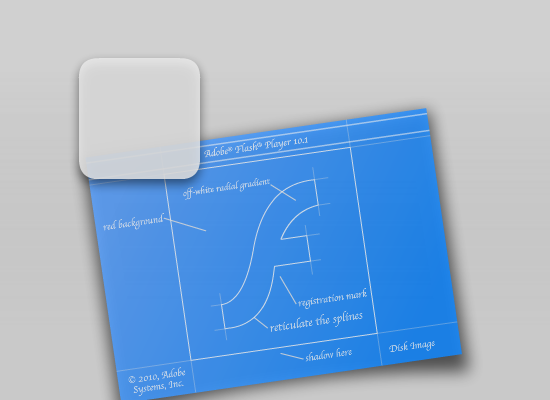 Adobe® Flash® Player 10.1
off-white radial gradient
red background
registration mark
reticulate the splines
shadow here
Disk Image
© 2010, Adobe
Systems, Inc.